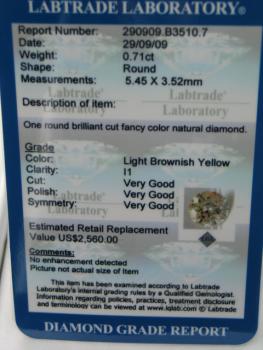 LABTRADE LABORATORY®
Report Number: 290909.B3510.7
Date: 29/09/09
Weight: 0.71ct
Shape: Round
Measurements: 5.45 X 3.52mm
Description of item:
One round brilliant cut fancy color natural diamond.
Grade
Color: Light Brownish Yellow
Clarity: I1
Cut: Very Good
Polish: Very Good
Symmetry: Very Good
Estimated Retail Replacement
Value US$2,560.00
Comments:
No enhancement detected
Picture not actual size of item
This item has been examined according to Labtrade
Laboratory's internal grading rules by a Qualified Gemologist.
Information regarding policies, practices, treatment disclosure
and terminology can be viewed at www.lqlab.com © Labtrade
DIAMOND GRADE REPORT